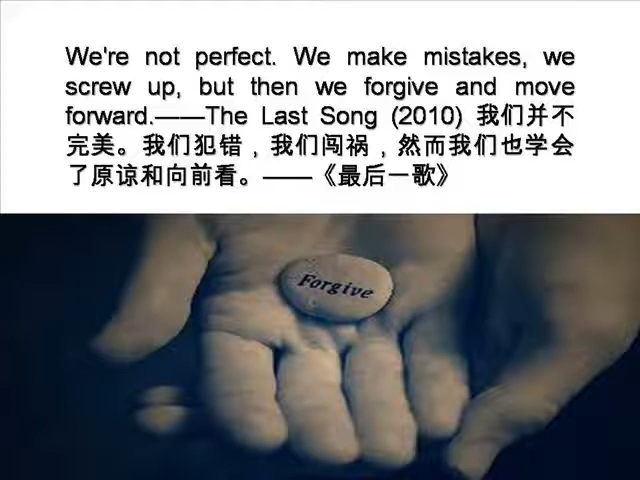 We're not perfect. We make mistakes, we
screw up, but then we forgive and move
forward.——The Last Song (2010) 我们并不
完美。我们犯错，我们闯祸，然而我们也学会
了原谅和向前看。——《最后一歌》
Forgive